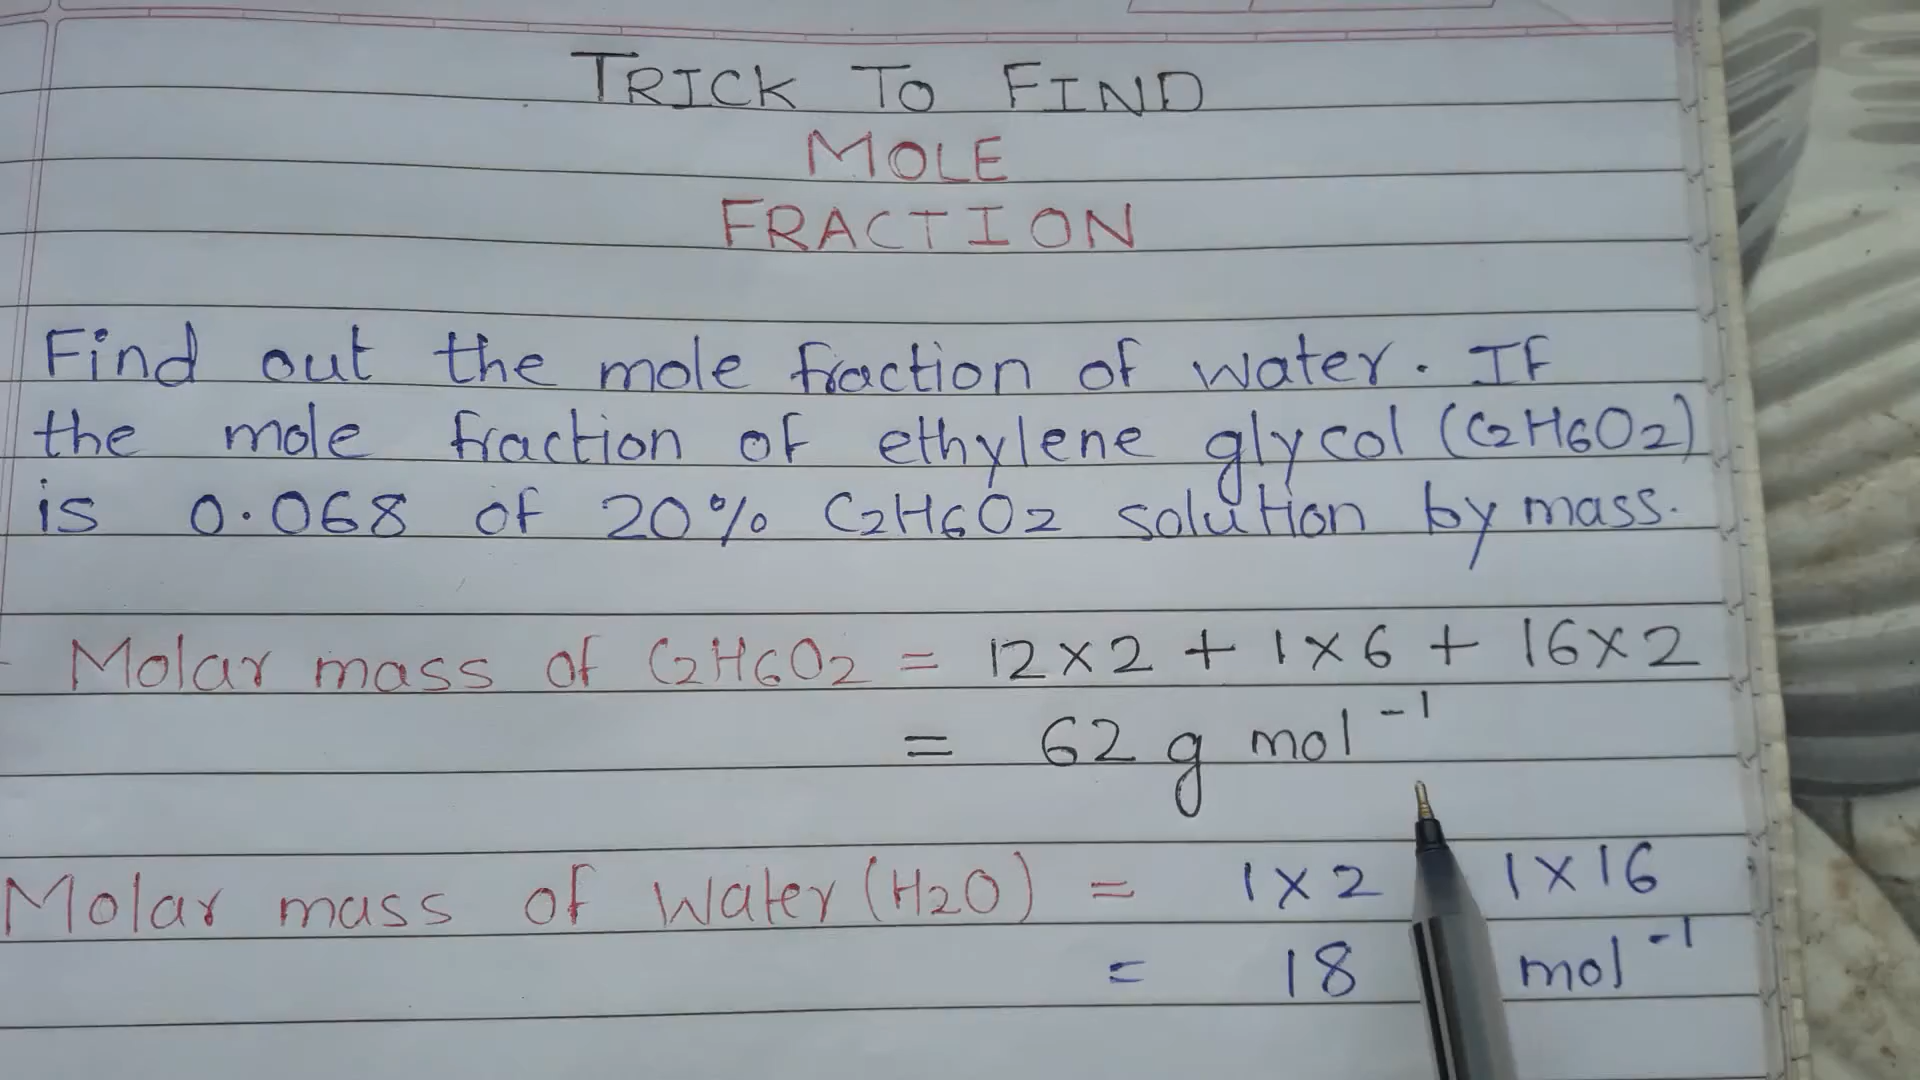 TRICK TO FIND
MOLE
FRACTION
Find out the mole fraction of water. If
the mole fraction of ethylene glycol (C2H6O2)
is 0.068 of 20% C2H6O2 solution by mass.
Molar mass of C2H6O2 = 12 x 2 + 1 x 6 + 16 x 2
= 62 g mol -1
Molar mass of Water (H2O) = 1 x 2 1 x 16
= 18 mol -1